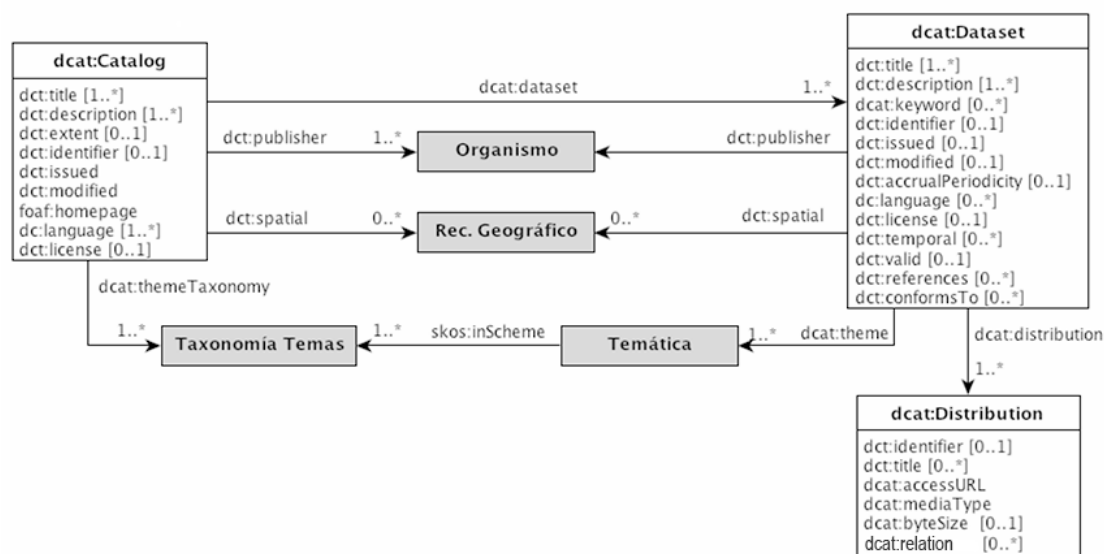 dcat:Catalog
dct:title [1..*]
dct:description [1..*]
dct:extent [0..1]
dct:identifier [0..1]
dct:issued
dct:modified
foaf:homepage
dc:language [1..*]
dct:license [0..1]
dcat:dataset
1..*
dct:publisher
1..*
Organismo
dct:publisher
dct:spatial
0..*
Rec. Geográfico
0..*
dct:spatial
dcat:Dataset
dct:title [1..*]
dct:description [1..*]
dcat:keyword [0..*]
dct:identifier [0..1]
dct:issued [0..1]
dct:modified [0..1]
dct:accrualPeriodicity [0..1]
dc:language [0..*]
dct:license [0..1]
dct:temporal [0..*]
dct:valid [0..1]
dct:references [0..*]
dct:conformsTo [0..*]
dcat:themeTaxonomy
1..*
Taxonomía Temas
1..*
skos:inScheme
Temática
1..*
dcat:theme
dcat:distribution
1..*
dcat:Distribution
dct:identifier [0..1]
dct:title [0..*]
dcat:accessURL
dcat:mediaType
dcat:byteSize [0..1]
dcat:relation [0..*]